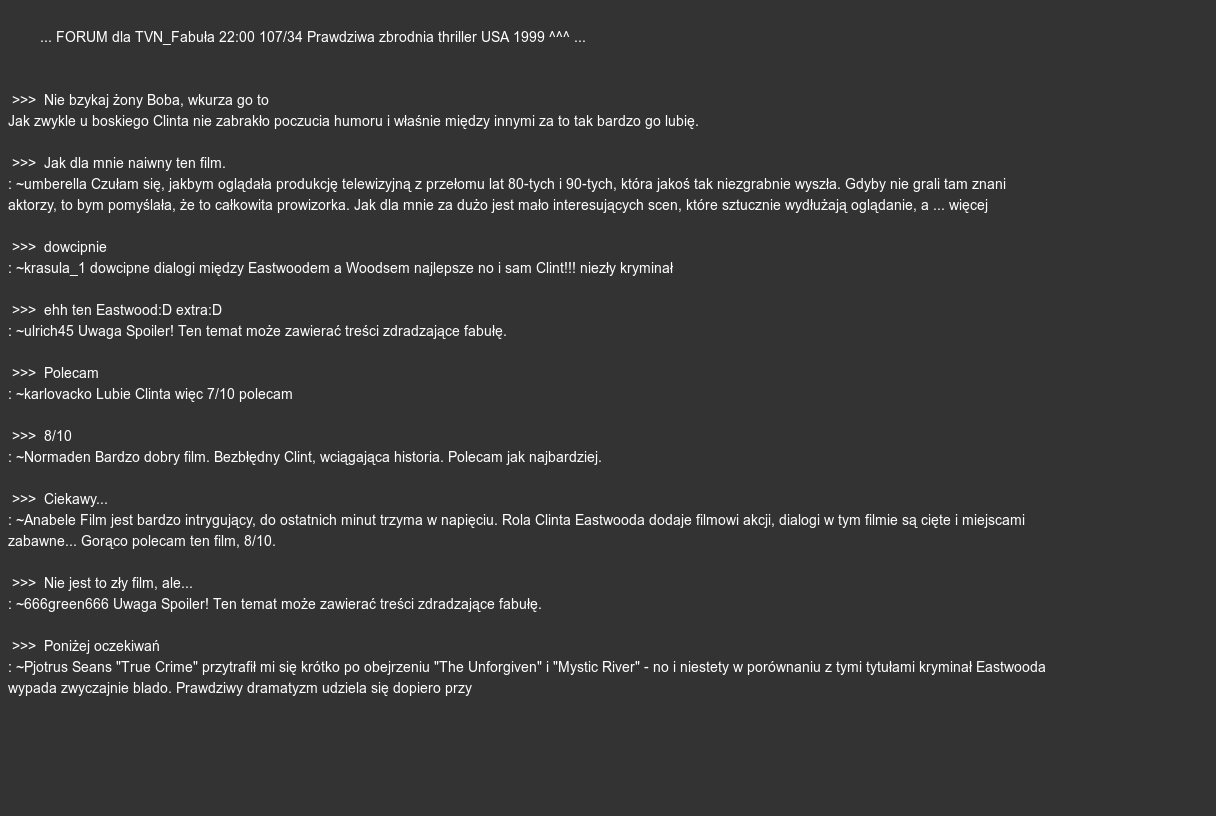 ... FORUM dla TVN_Fabuła 22:00 107/34 Prawdziwa zbrodnia thriller USA 1999 ^^^ ...
>>> Nie bzykaj żony Boba, wkurza go to
Jak zwykle u boskiego Clinta nie zabrakło poczucia humoru i właśnie między innymi za to tak bardzo go lubię.
>>> Jak dla mnie naiwny ten film.
: ~umberella Czułam się, jakbym oglądała produkcję telewizyjną z przełomu lat 80-tych i 90-tych, która jakoś tak niezgrabnie wyszła. Gdyby nie grali tam znani
aktorzy, to bym pomyślała, że to całkowita prowizorka. Jak dla mnie za dużo jest mało interesujących scen, które sztucznie wydłużają oglądanie, a ... więcej
>>> dowcipnie
: ~krasula_1 dowcipne dialogi między Eastwoodem a Woodsem najlepsze no i sam Clint!!! niezły kryminał
>>> ehh ten Eastwood:D extra:D
: ~ulrich45 Uwaga Spoiler! Ten temat może zawierać treści zdradzające fabułę.
>>> Polecam
: ~karlovacko Lubie Clinta więc 7/10 polecam
>>> 8/10
: ~Normaden Bardzo dobry film. Bezbłędny Clint, wciągająca historia. Polecam jak najbardziej.
>>> Ciekawy...
: ~Anabele Film jest bardzo intrygujący, do ostatnich minut trzyma w napięciu. Rola Clinta Eastwooda dodaje filmowi akcji, dialogi w tym filmie są cięte i miejscami
zabawne... Gorąco polecam ten film, 8/10.
>>> Nie jest to zły film, ale...
: ~666green666 Uwaga Spoiler! Ten temat może zawierać treści zdradzające fabułę.
>>> Poniżej oczekiwań
: ~Pjotrus Seans "True Crime" przytrafił mi się krótko po obejrzeniu "The Unforgiven" i "Mystic River" - no i niestety w porównaniu z tymi tytułami kryminał Eastwooda
wypada zwyczajnie blado. Prawdziwy dramatyzm udziela się dopiero przy